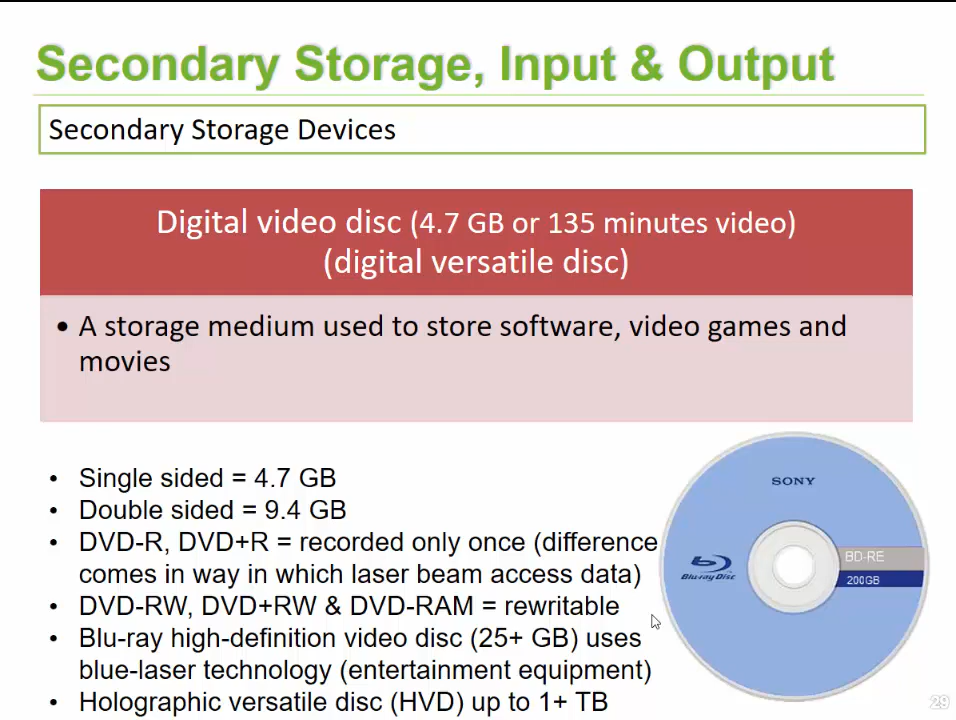 Secondary Storage, Input & Output
Secondary Storage Devices
Digital video disc (4.7 GB or 135 minutes video)
(digital versatile disc)
• A storage medium used to store software, video games and
movies
• Single sided = 4.7 GB
• Double sided = 9.4 GB
• DVD-R, DVD+R = recorded only once (difference
comes in way in which laser beam access data)
• DVD-RW, DVD+RW & DVD-RAM = rewritable
• Blu-ray high-definition video disc (25+ GB) uses
blue-laser technology (entertainment equipment)
• Holographic versatile disc (HVD) up to 1+ TB
SONY
Blu-ray Disc
BD-RE
200GB
29